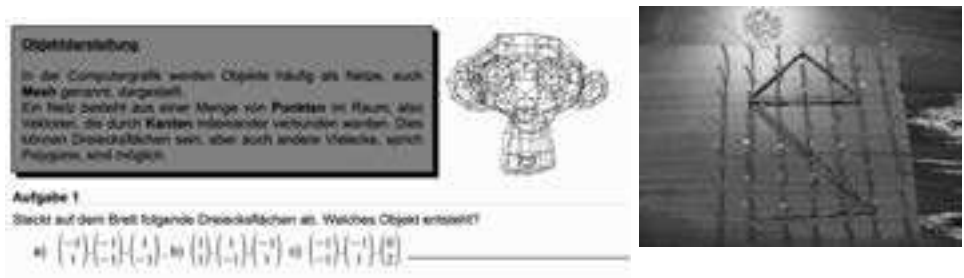 Objektdarstellung
In der Computergrafik werden Objekte häufig als Netze, auch
Mesh genannt, dargestellt.
Ein Netz besteht aus einer Menge von Punkten im Raum, also
Vektoren, die durch Kanten miteinander verbunden werden. Dies
können Dreiecksflächen sein, aber auch andere Vielecke, sprich
Polygone, sind möglich.
Aufgabe 1
Steckt auf dem Brett folgende Dreiecksflächen ab. Welches Objekt entsteht?
a) b) c)